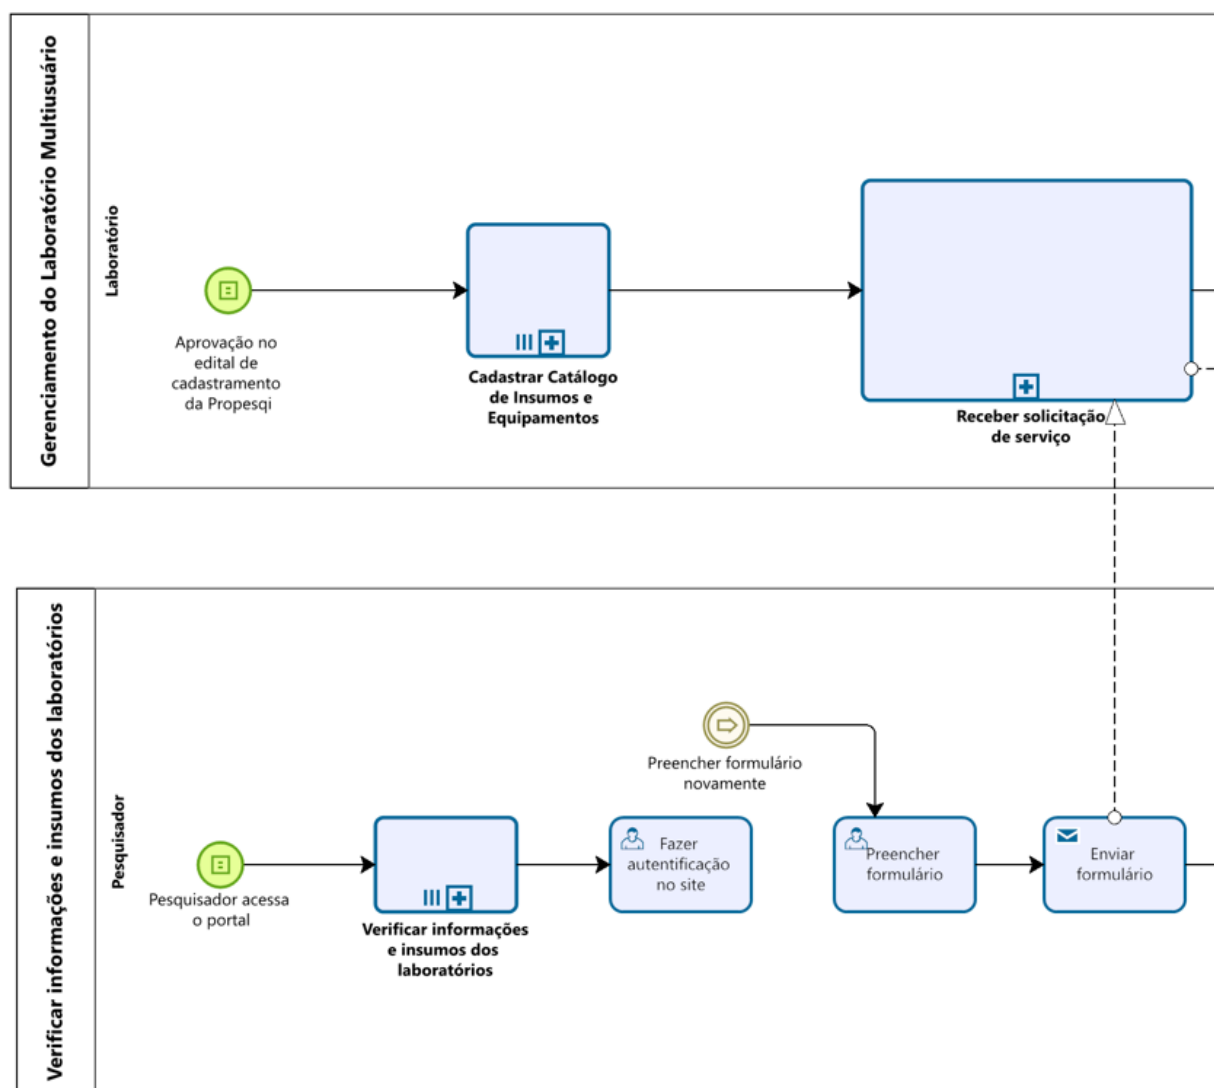 Gerenciamento do Laboratório Multiusuário
Laboratório
Aprovação no
edital de
cadastramento
da Propesqi
Cadastrar Catálogo
de Insumos e
Equipamentos
Receber solicitação
de serviço
Verificar informações e insumos dos laboratórios
Pesquisador
Pesquisador acessa
o portal
Verificar informações
e insumos dos
laboratórios
Fazer
autentificação
no site
Preencher formulário
novamente
Preencher
formulário
Enviar
formulário